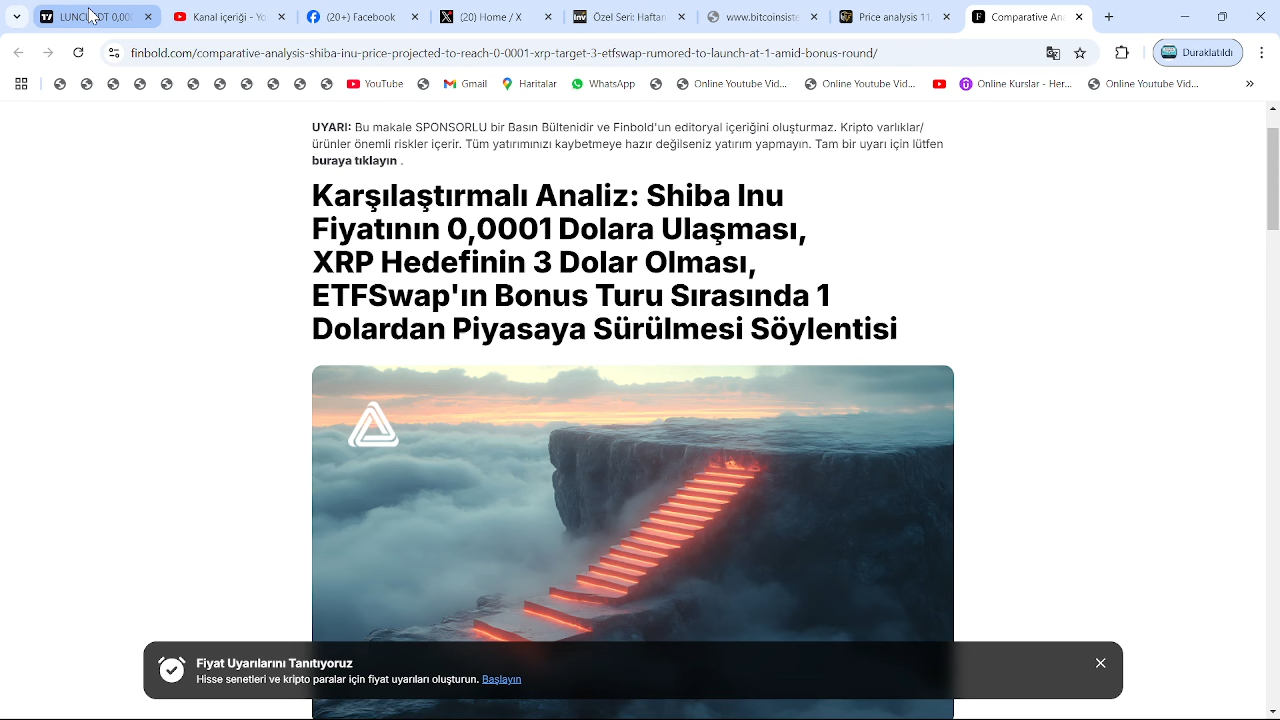 LUNCUSDT 0.000
Kanal içeriği - Yo
(20+) Facebook
(20) Home / X
Özel Seri: Haftan
www.bitcoinsiste
Price analysis 11.
Comparative Ana
finbold.com/comparative-analysis-shiba-inu-price-projected-to-reach-0-0001-xrp-target-3-etfswap-rumored-to-launch-at-1-amid-bonus-round/
Duraklatıldı
YouTube
Gmail
Haritalar
WhatsApp
Online Youtube Vid...
Online Youtube Vid...
Online Kurslar - Her...
Online Youtube Vid...
UYARI: Bu makale SPONSORLU bir Basın Bültenidir ve Finbold'un editoryal içeriğini oluşturmaz. Kripto varlıklar/
ürünler önemli riskler içerir. Tüm yatırımınızı kaybetmeye hazır değilseniz yatırım yapmayın. Tam bir uyarı için lütfen
buraya tıklayın .
Karşılaştırmalı Analiz: Shiba Inu
Fiyatının 0,0001 Dolara Ulaşması,
XRP Hedefinin 3 Dolar Olması,
ETFSwap'ın Bonus Turu Sırasında 1
Dolardan Piyasaya Sürülmesi Söylentisi
Fiyat Uyarılarını Tanıtıyoruz
Hisse senetleri ve kripto paralar için fiyat uyarıları oluşturun. Başlayın